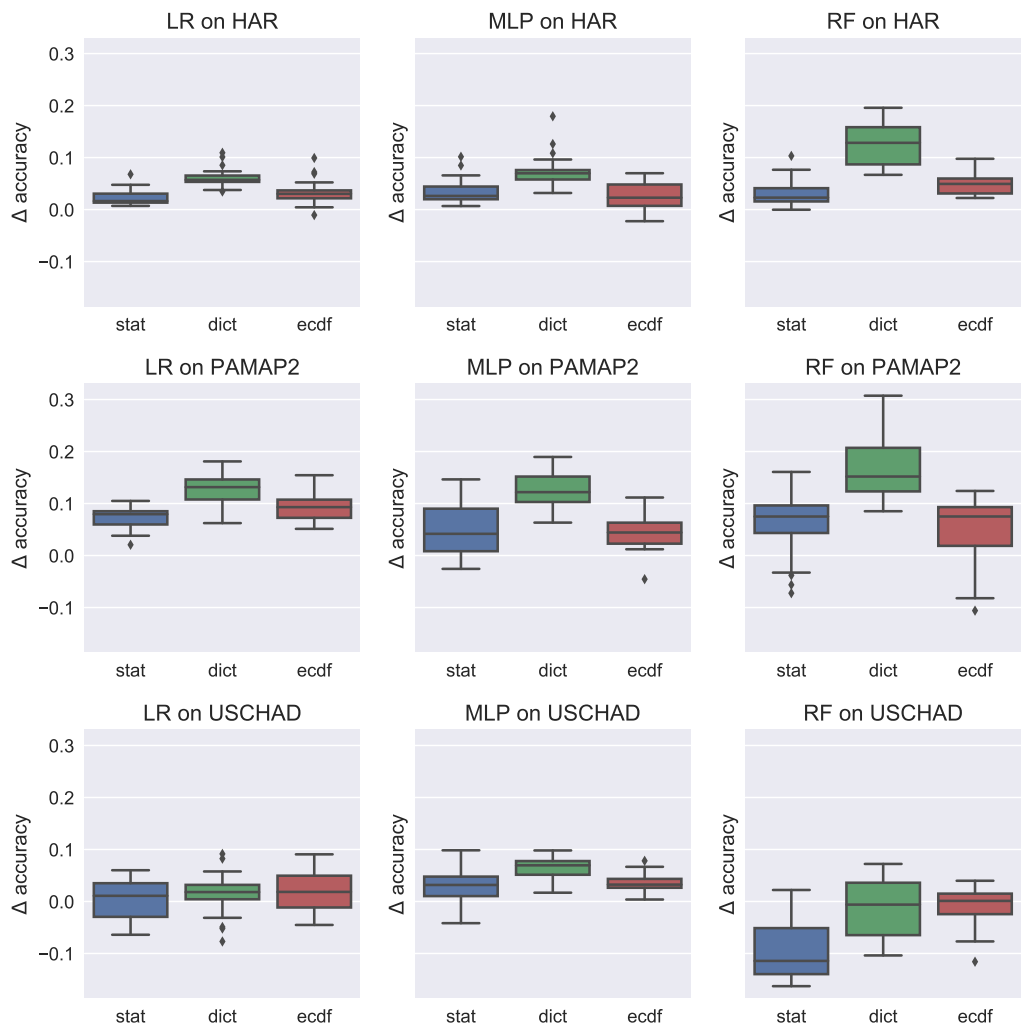 LR on HAR
MLP on HAR
RF on HAR
0.3
0.2
0.1
0.0
−0.1
Δ accuracy
Δ accuracy
Δ accuracy
stat dict ecdf
stat dict ecdf
stat dict ecdf
LR on PAMAP2
MLP on PAMAP2
RF on PAMAP2
0.3
0.2
0.1
0.0
−0.1
Δ accuracy
Δ accuracy
Δ accuracy
stat dict ecdf
stat dict ecdf
stat dict ecdf
LR on USCHAD
MLP on USCHAD
RF on USCHAD
0.3
0.2
0.1
0.0
−0.1
Δ accuracy
Δ accuracy
Δ accuracy
stat dict ecdf
stat dict ecdf
stat dict ecdf